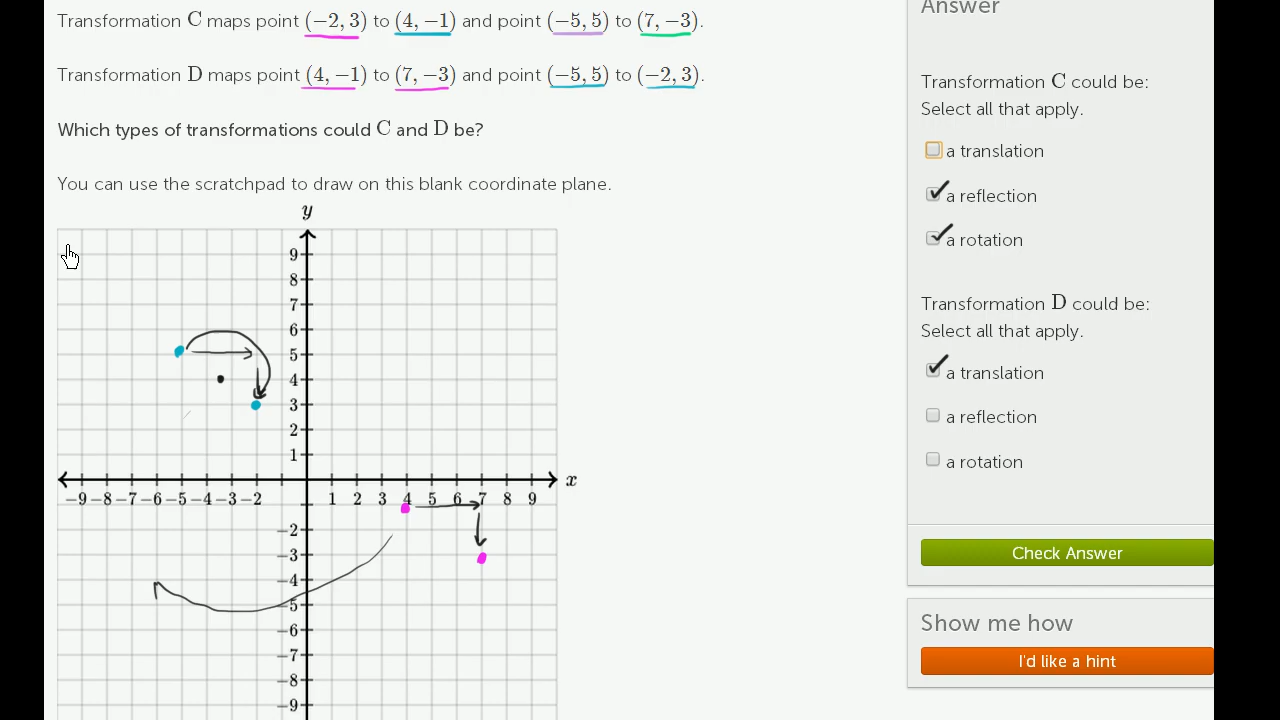 Transformation C maps point (−2, 3) to (4, −1) and point (−5, 5) to (7, −3).
Transformation D maps point (4, −1) to (7, −3) and point (−5, 5) to (−2, 3).
Which types of transformations could C and D be?
You can use the scratchpad to draw on this blank coordinate plane.
y
9
8
7
6
5
4
3
2
1
x
−9 −8 −7 −6 −5 −4 −3 −2 1 2 3 4 5 6 7 8 9
−2
−3
−4
−5
−6
−7
−8
−9
Answer
Transformation C could be:
Select all that apply.
a translation
a reflection
a rotation
Transformation D could be:
Select all that apply.
a translation
a reflection
a rotation
Check Answer
Show me how
I'd like a hint